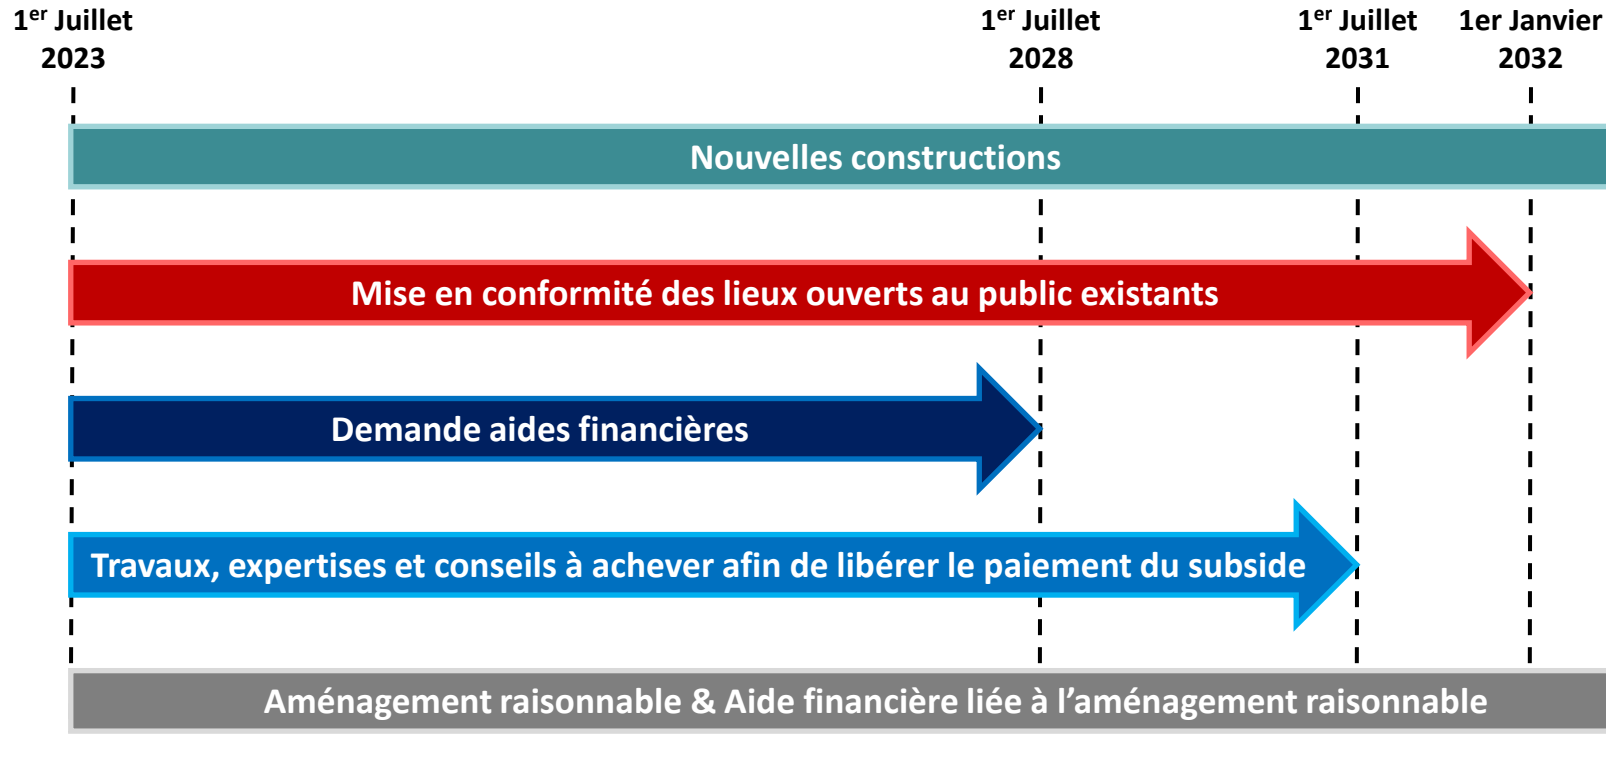 1er Juillet
2023
1er Juillet
2028
1er Juillet
2031
1er Janvier
2032
Nouvelles constructions
Mise en conformité des lieux ouverts au public existants
Demande aides financières
Travaux, expertises et conseils à achever afin de libérer le paiement du subside
Aménagement raisonnable & Aide financière liée à l’aménagement raisonnable